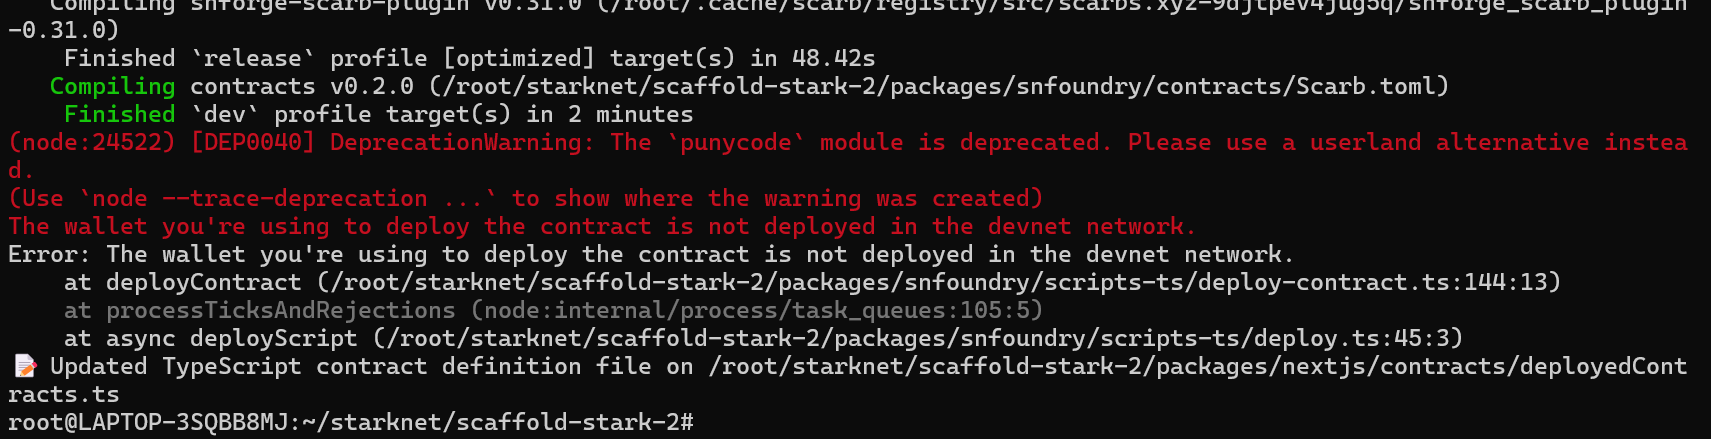 Compiling snforge-scarb-plugin v0.31.0 (/root/.cache/scarb/registry/src/scarbs.xyz-9djtpev4jug5q/snforge_scarb_plugin
-0.31.0)
Finished `release` profile [optimized] target(s) in 48.42s
Compiling contracts v0.2.0 (/root/starknet/scaffold-stark-2/packages/snfoundry/contracts/Scarb.toml)
Finished `dev` profile target(s) in 2 minutes
(node:24522) [DEP0040] DeprecationWarning: The `punycode` module is deprecated. Please use a userland alternative instea
d.
(Use `node --trace-deprecation ...` to show where the warning was created)
The wallet you're using to deploy the contract is not deployed in the devnet network.
Error: The wallet you're using to deploy the contract is not deployed in the devnet network.
at deployContract (/root/starknet/scaffold-stark-2/packages/snfoundry/scripts-ts/deploy-contract.ts:144:13)
at processTicksAndRejections (node:internal/process/task_queues:105:5)
at async deployScript (/root/starknet/scaffold-stark-2/packages/snfoundry/scripts-ts/deploy.ts:45:3)
📝 Updated TypeScript contract definition file on /root/starknet/scaffold-stark-2/packages/nextjs/contracts/deployedCont
racts.ts
root@LAPTOP-3SQBB8MJ:~/starknet/scaffold-stark-2#